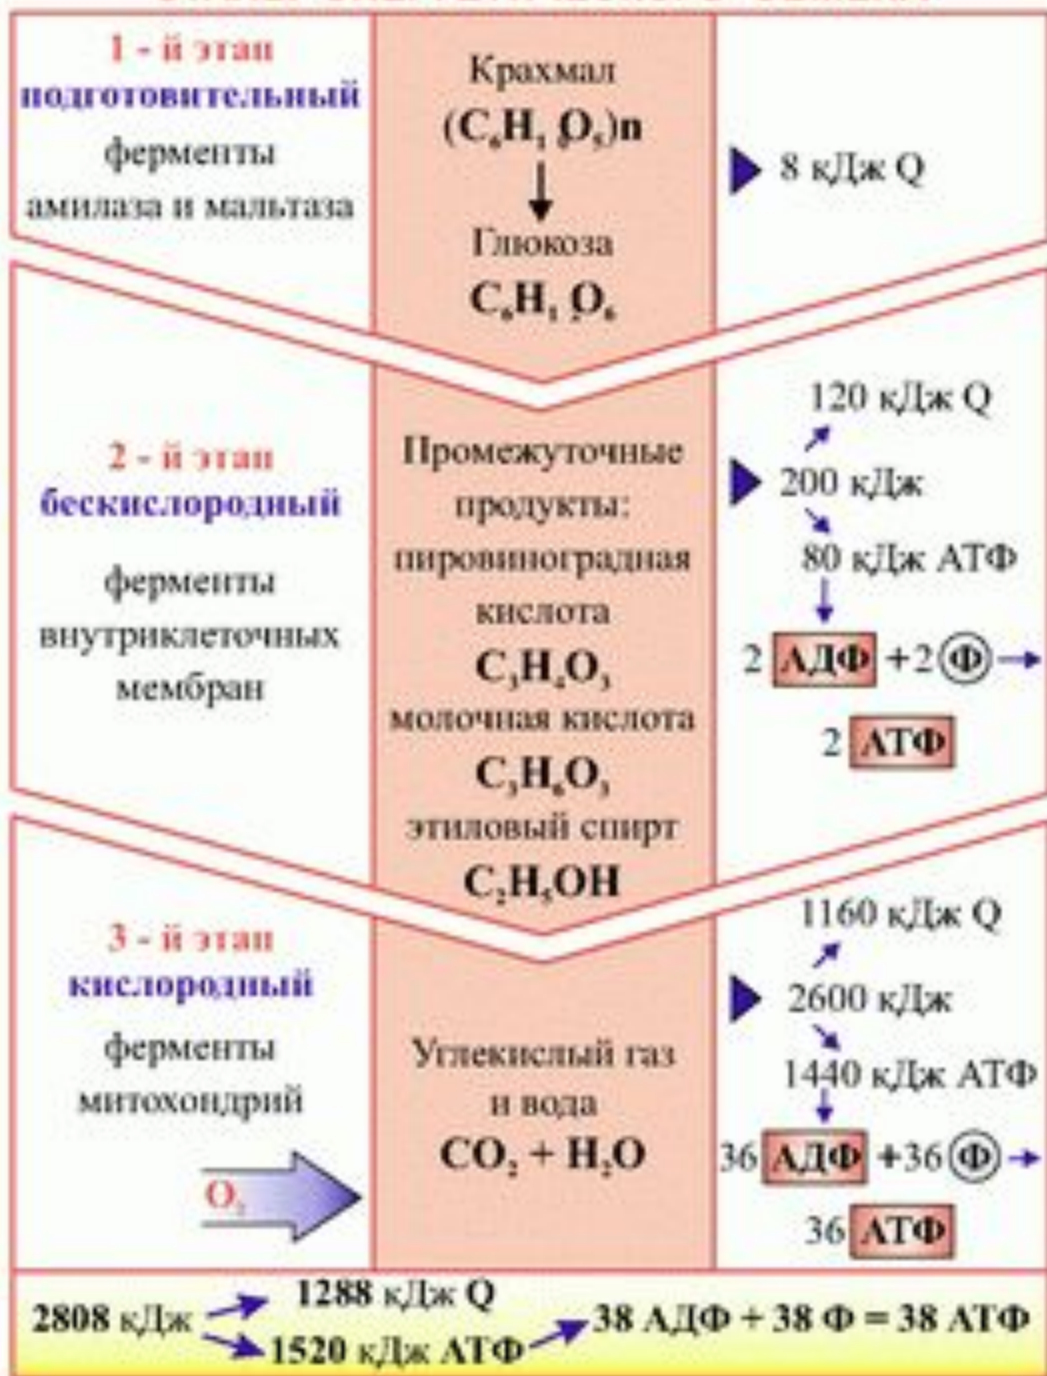 1 - й этап
подготовительный
ферменты
амилаза и мальтаза
Крахмал
(C₆H₁₀O₅)n
Глюкоза
C₆H₁₂O₆
8 кДж Q
2 - й этап
бескислородный
ферменты
внутриклеточных
мембран
Промежуточные
продукты:
пировиноградная
кислота
C₃H₄O₃
молочная кислота
C₃H₆O₃
этиловый спирт
C₂H₅OH
120 кДж Q
200 кДж
80 кДж АТФ
2 АДФ +2 Ф
2 АТФ
3 - й этап
кислородный
ферменты
митохондрий
O₂
Углекислый газ
и вода
CO₂ + H₂O
1160 кДж Q
2600 кДж
1440 кДж АТФ
36 АДФ +36 Ф
36 АТФ
2808 кДж
1288 кДж Q
1520 кДж АТФ
38 АДФ + 38 Ф = 38 АТФ